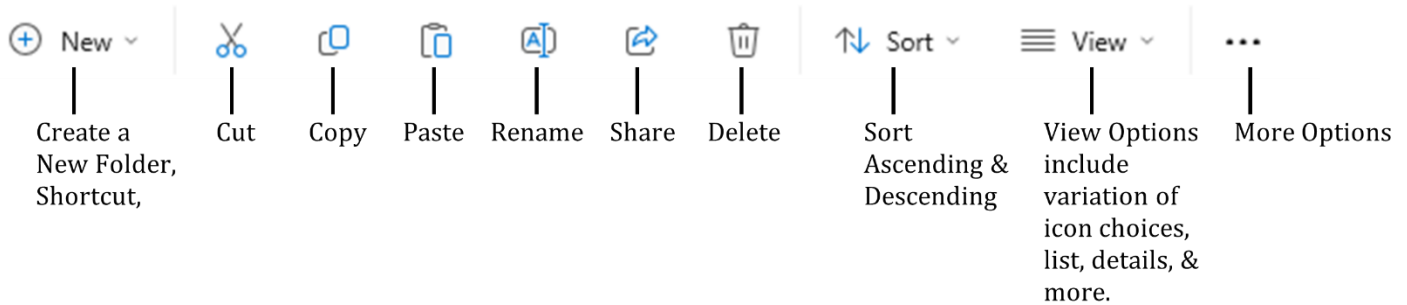 New
Sort
View
Create a
New Folder,
Shortcut,
Cut
Copy
Paste
Rename
Share
Delete
Sort
Ascending &
Descending
View Options
include
variation of
icon choices,
list, details, &
more.
More Options